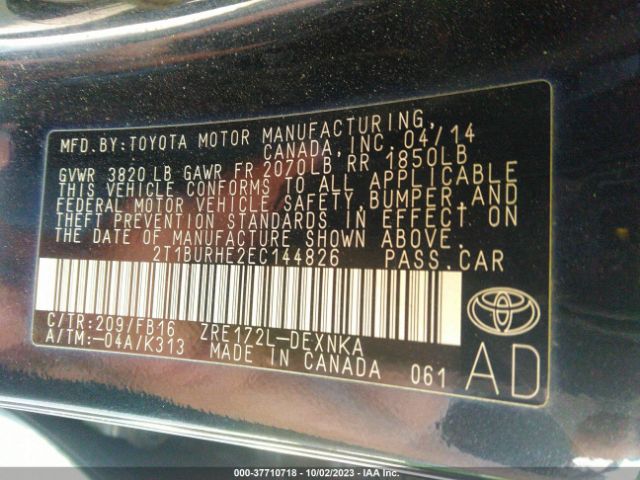 MFD.BY:TOYOTA MOTOR MANUFACTURING,
CANADA, INC. 04/14
GVWR 3820 LB GAWR FR 2070LB RR 1850LB
THIS VEHICLE CONFORMS TO ALL APPLICABLE
FEDERAL MOTOR VEHICLE SAFETY, BUMPER, AND
THEFT PREVENTION STANDARDS IN EFFECT ON
THE DATE OF MANUFACTURE SHOWN ABOVE.
2T1BURHE2EC144826 PASS.CAR
C/TR:209/FB16 ZRE172L-DEXNKA
A/TM:-04A/K313 MADE IN CANADA 061
AD
000-37710718 - 10/02/2023 - IAA Inc.